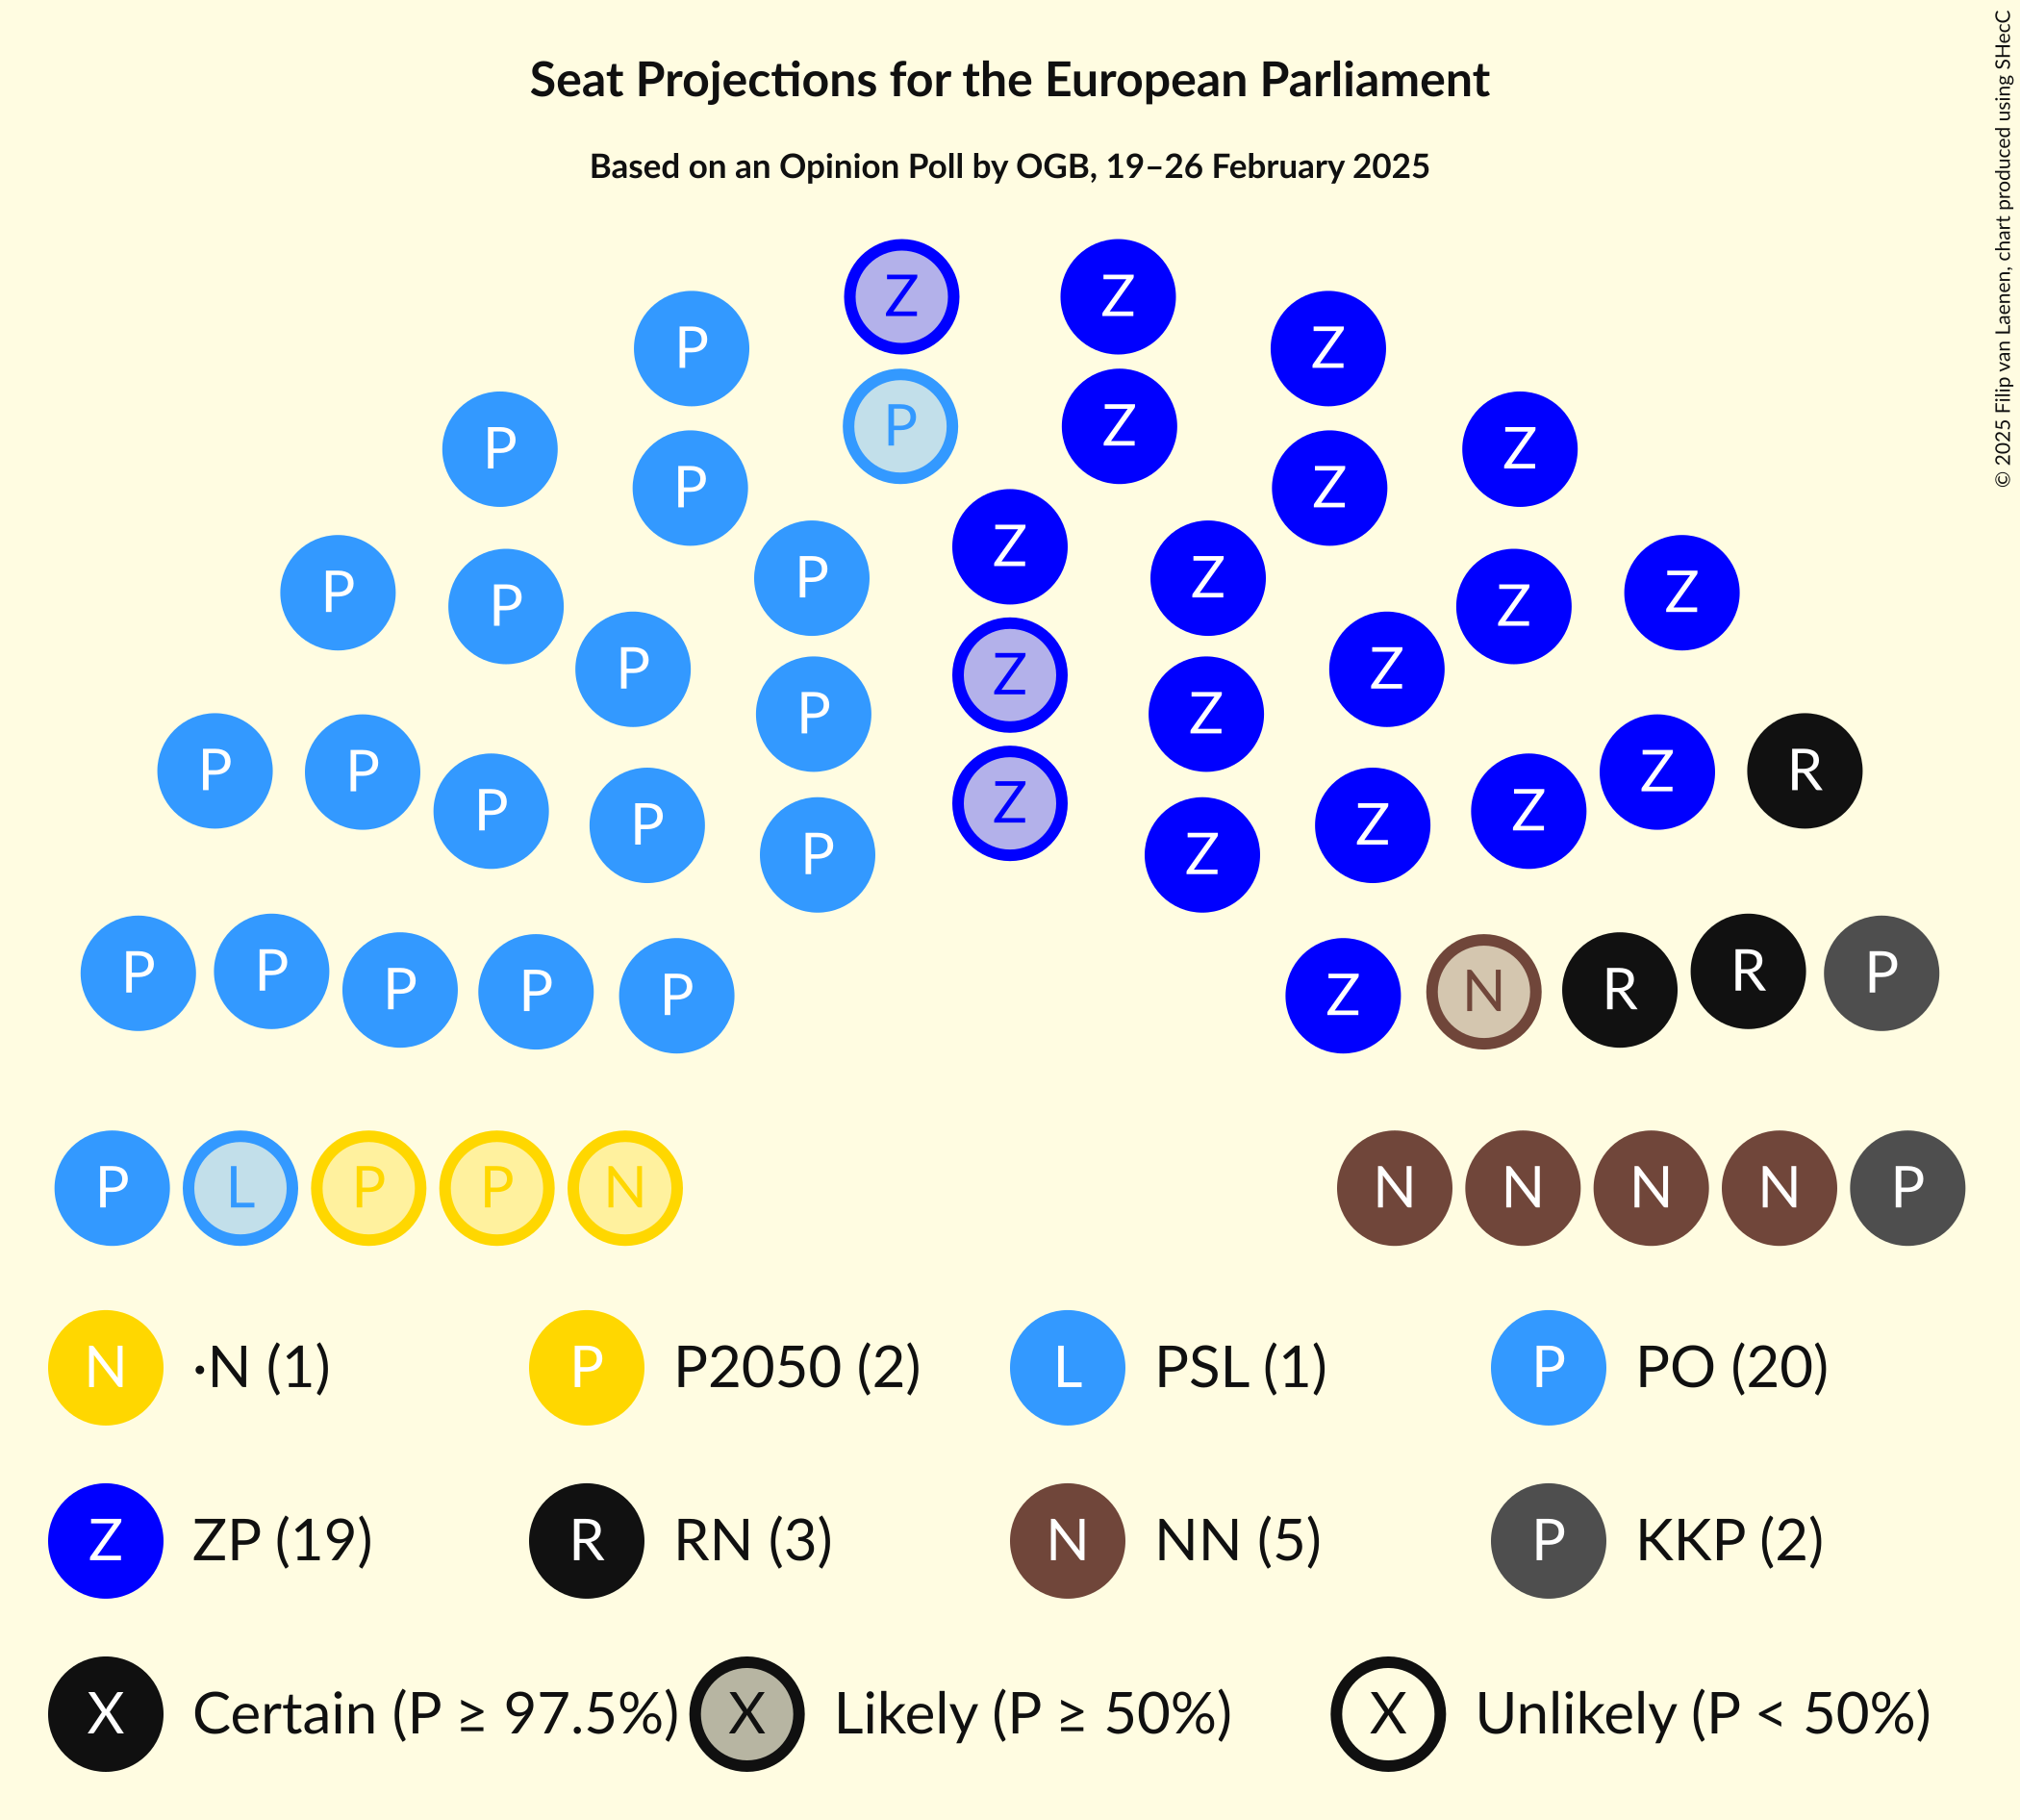 Seat Projections for the European Parliament
Based on an Opinion Poll by OGB, 19–26 February 2025
© 2025 Filip van Laenen, chart produced using SHecC
Z Z
P Z
P Z
P Z
P Z
Z
P P Z
P P Z Z
P Z
Z
P Z
P P R
P P Z Z
P Z
P P P P P Z N R R P
P L P P N N N N N P
N ·N (1) P P2050 (2) L PSL (1) P PO (20)
Z ZP (19) R RN (3) N NN (5) P KKP (2)
X Certain (P ≥ 97.5%) X Likely (P ≥ 50%) X Unlikely (P < 50%)